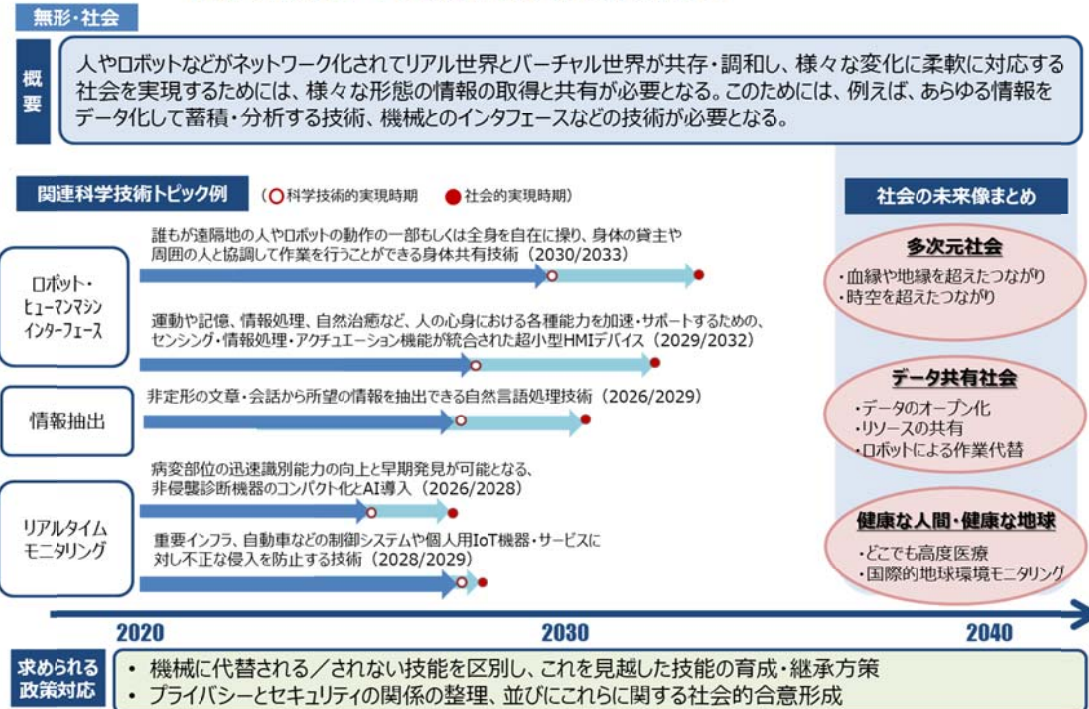 無形・社会
概
要
人やロボットなどがネットワーク化されてリアル世界とバーチャル世界が共存・調和し、様々な変化に柔軟に対応する
社会を実現するためには、様々な形態の情報の取得と共有が必要となる。このためには、例えば、あらゆる情報を
データ化して蓄積・分析する技術、機械とのインタフェースなどの技術が必要となる。
関連科学技術トピック例
(○科学技術的実現時期 ●社会的実現時期)
社会の未来像まとめ
ロボット・
ヒューマンマシン
インターフェース
誰もが遠隔地の人やロボットの動作の一部もしくは全身を自在に操り、身体の貸主や
周囲の人と協調して作業を行うことができる身体共有技術（2030/2033）
運動や記憶、情報処理、自然治癒など、人の心身における各種能力を加速・サポートするための、
センシング・情報処理・アクチュエーション機能が統合された超小型HMIデバイス（2029/2032）
情報抽出
非定形の文章・会話から所望の情報を抽出できる自然言語処理技術（2026/2029）
リアルタイム
モニタリング
病変部位の迅速識別能力の向上と早期発見が可能となる、
非侵襲診断機器のコンパクト化とAI導入（2026/2028）
重要インフラ、自動車などの制御システムや個人用IoT機器・サービスに
対し不正な侵入を防止する技術（2028/2029）
多次元社会
・血縁や地縁を超えたつながり
・時空を超えたつながり
データ共有社会
・データのオープン化
・リソースの共有
・ロボットによる作業代替
健康な人間・健康な地球
・どこでも高度医療
・国際的地球環境モニタリング
2020
2030
2040
求められる
政策対応
• 機械に代替される／されない技能を区別し、これを見越した技能の育成・継承方策
• プライバシーとセキュリティの関係の整理、並びにこれらに関する社会的合意形成